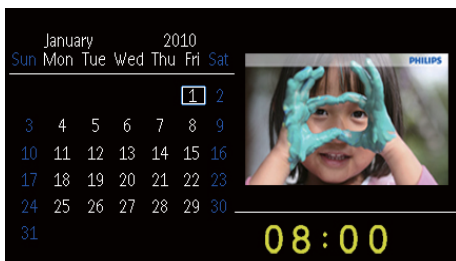 January 2010
Sun Mon Tue Wed Thu Fri Sat
1 2
3 4 5 6 7 8 9
10 11 12 13 14 15 16
17 18 19 20 21 22 23
24 25 26 27 28 29 30
31
PHILIPS
08:00